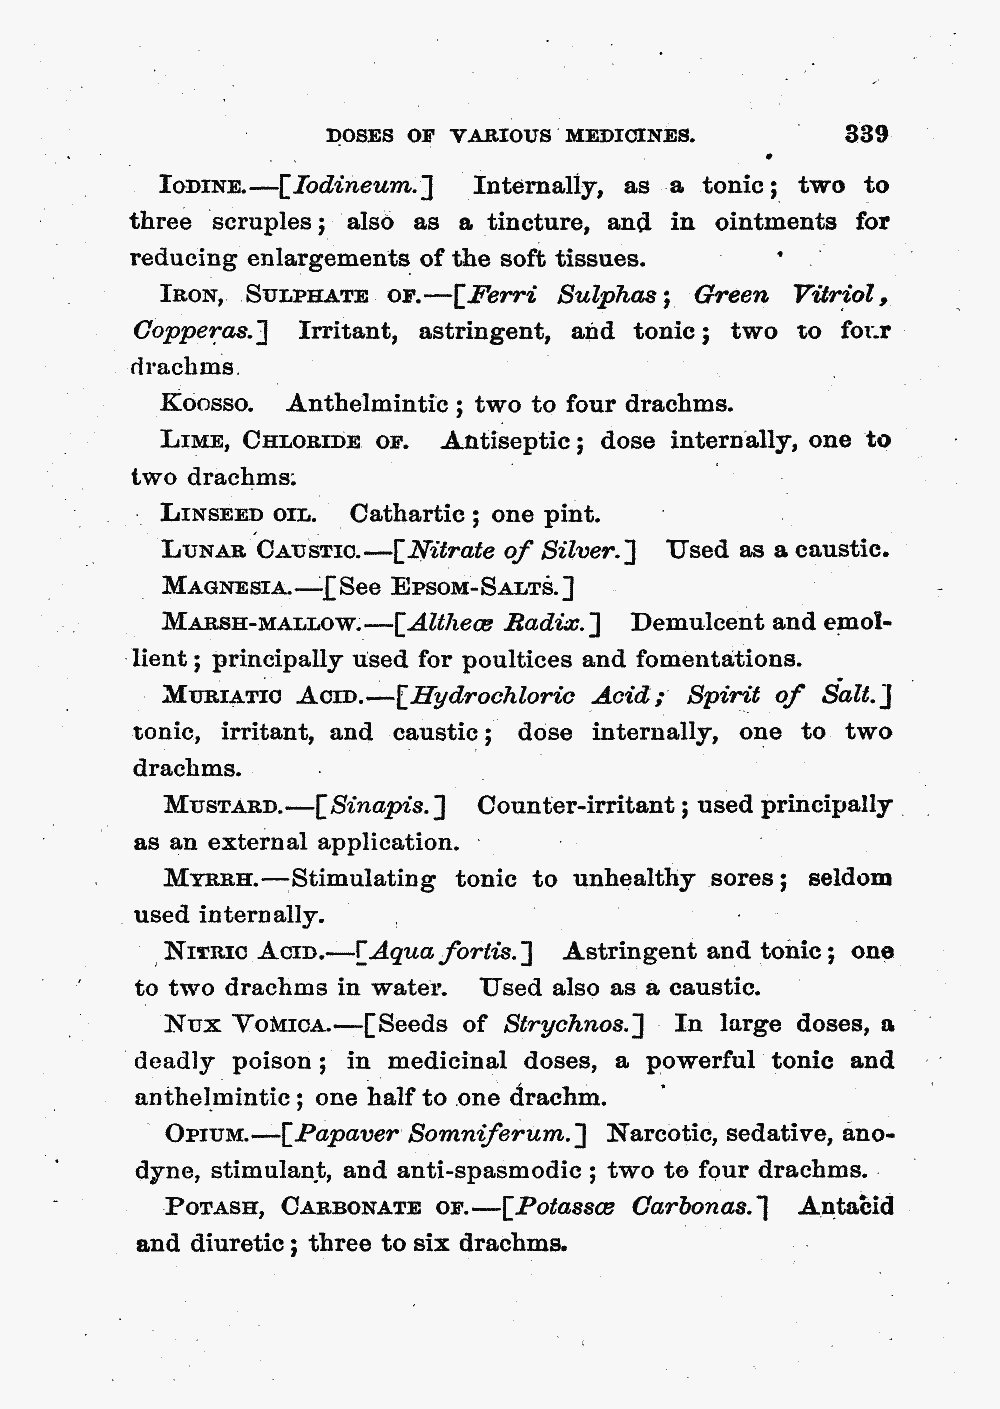 DOSES OF VARIOUS MEDICINES. 339
IODINE.—[Iodineum.] Internally, as a tonic; two to
three scruples; also as a tincture, and in ointments for
reducing enlargements of the soft tissues.
IRON, SULPHATE OF.—[Ferri Sulphas; Green Vitriol,
Copperas.] Irritant, astringent, and tonic; two to four
drachms.
KOOSSO. Anthelmintic; two to four drachms.
LIME, CHLORIDE OF. Antiseptic; dose internally, one to
two drachms.
LINSEED OIL. Cathartic; one pint.
LUNAR CAUSTIC.—[Nitrate of Silver.] Used as a caustic.
MAGNESIA.—[See EPSOM-SALTS.]
MARSH-MALLOW.—[Altheœ Radix.] Demulcent and emol-
lient; principally used for poultices and fomentations.
MURIATIC ACID.—[Hydrochloric Acid; Spirit of Salt.]
tonic, irritant, and caustic; dose internally, one to two
drachms.
MUSTARD.—[Sinapis.] Counter-irritant; used principally
as an external application.
MYRRH.—Stimulating tonic to unhealthy sores; seldom
used internally.
NITRIC ACID.—[Aqua fortis.] Astringent and tonic; one
to two drachms in water. Used also as a caustic.
NUX VOMICA.—[Seeds of Strychnos.] In large doses, a
deadly poison; in medicinal doses, a powerful tonic and
anthelmintic; one half to one drachm.
OPIUM.—[Papaver Somniferum.] Narcotic, sedative, ano-
dyne, stimulant, and anti-spasmodic; two to four drachms.
POTASH, CARBONATE OF.—[Potassœ Carbonas.] Antacid
and diuretic; three to six drachms.